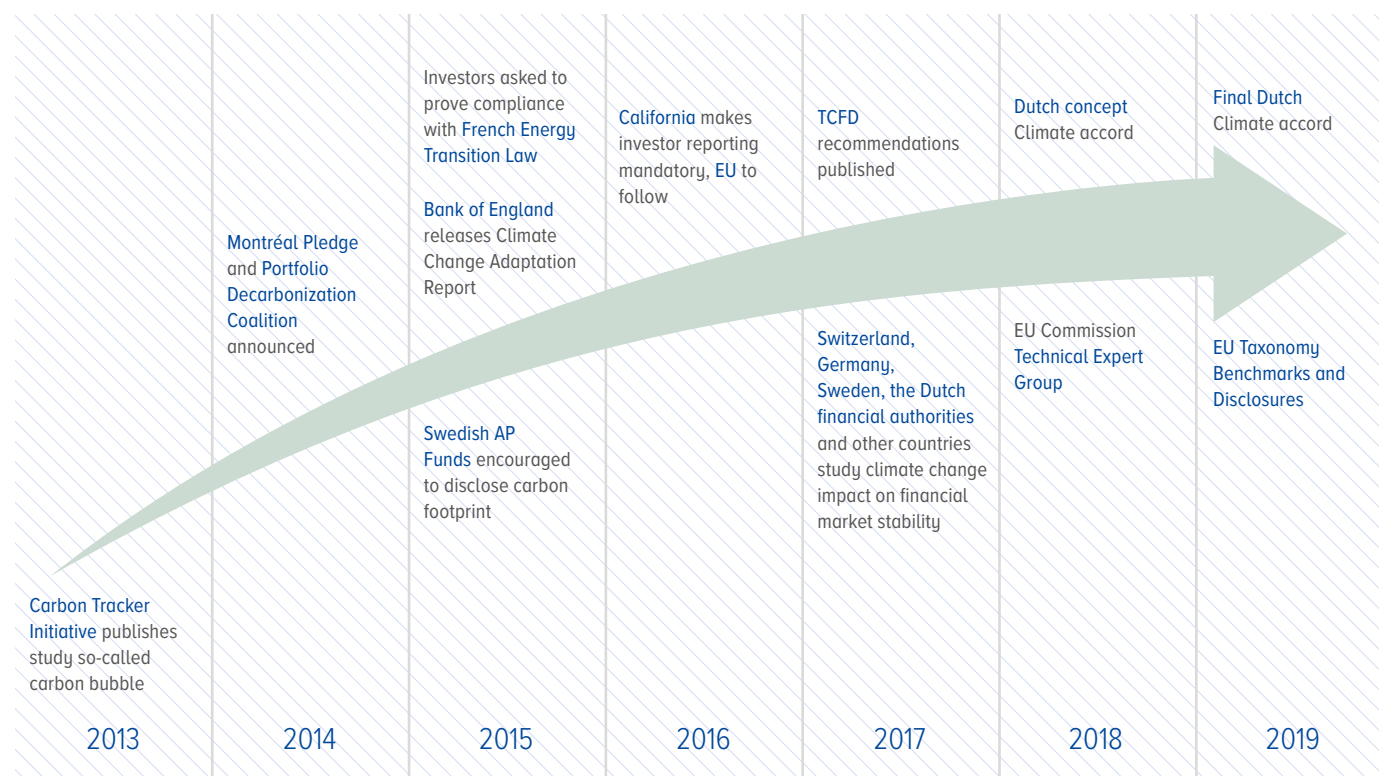 Carbon Tracker
Initiative publishes
study so-called
carbon bubble
2013
Montréal Pledge
and Portfolio
Decarbonization
Coalition
announced
2014
Investors asked to
prove compliance
with French Energy
Transition Law
Bank of England
releases Climate
Change Adaptation
Report
Swedish AP
Funds encouraged
to disclose carbon
footprint
2015
California makes
investor reporting
mandatory, EU to
follow
2016
TCFD
recommendations
published
Switzerland,
Germany,
Sweden, the Dutch
financial authorities
and other countries
study climate change
impact on financial
market stability
2017
Dutch concept
Climate accord
EU Commission
Technical Expert
Group
2018
Final Dutch
Climate accord
EU Taxonomy
Benchmarks and
Disclosures
2019